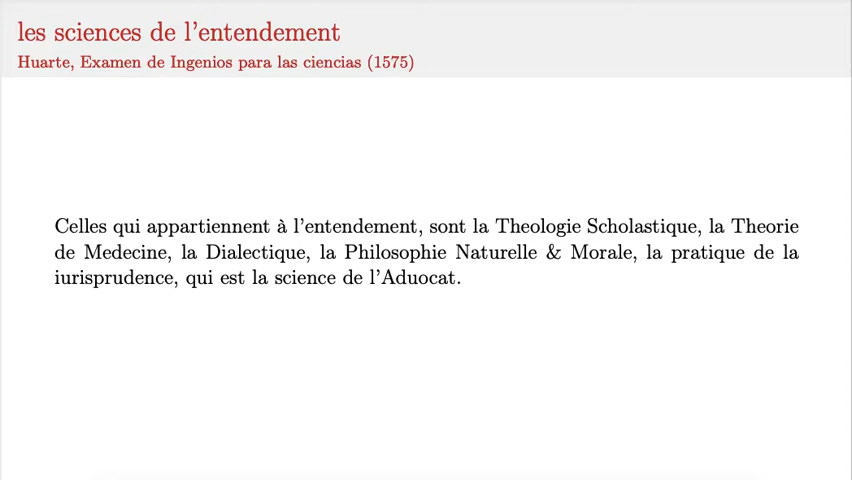 les sciences de l'entendement
Huarte, Examen de Ingenios para las ciencias (1575)
Celles qui appartiennent à l'entendement, sont la Theologie Scholastique, la Theorie
de Medecine, la Dialectique, la Philosophie Naturelle & Morale, la pratique de la
iurisprudence, qui est la science de l'Aduocat.